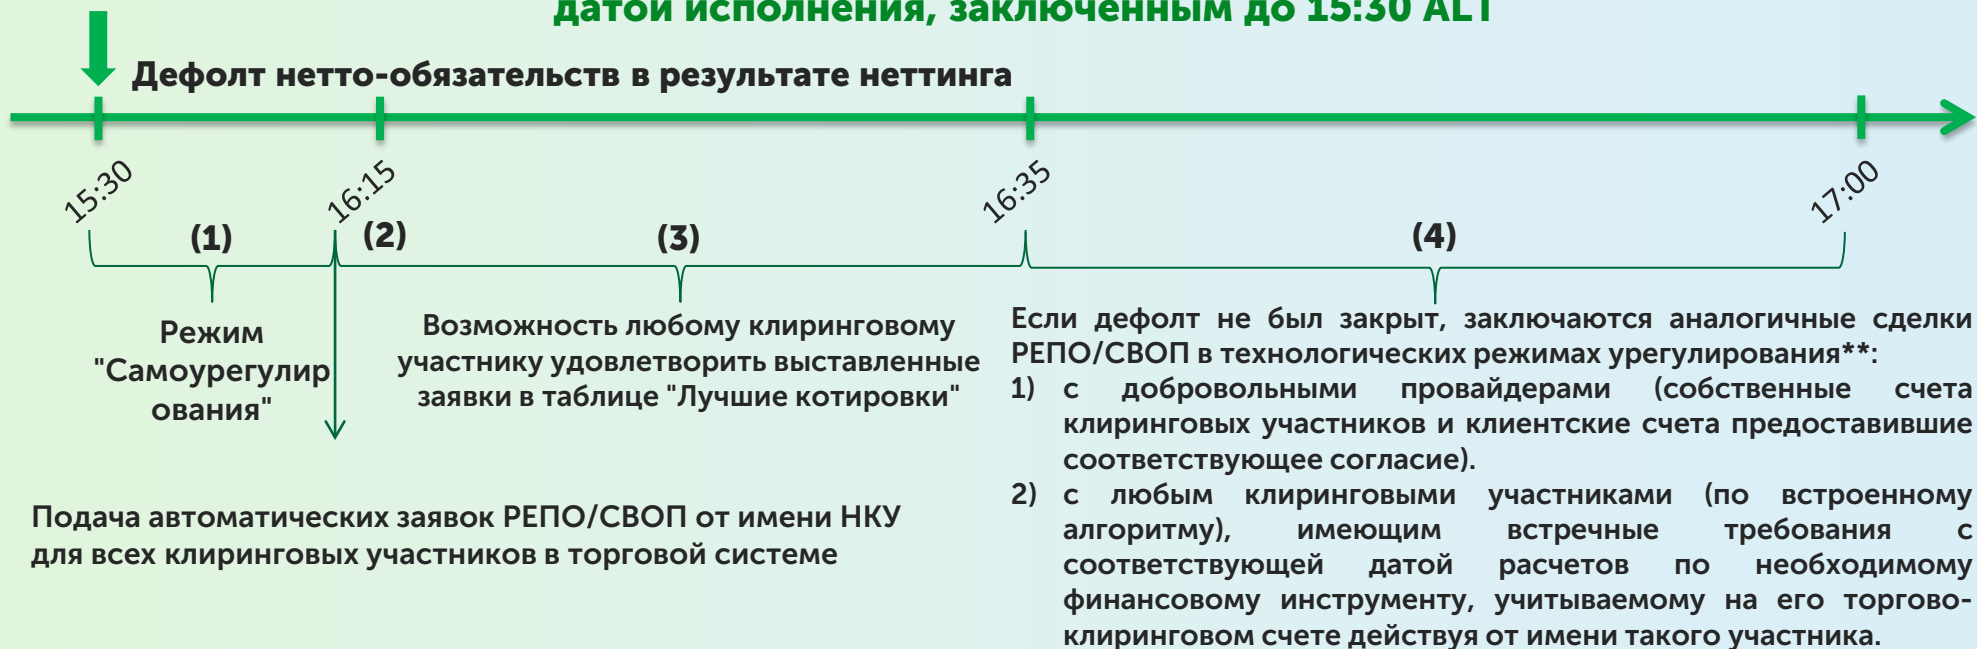 датой исполнения, заключенным до 15:30 ALT
Дефолт нетто-обязательств в результате неттинга
15:30
16:15
16:35
17:00
(1)
(2)
(3)
(4)
Режим
"Самоурегулир
ования"
Возможность любому клиринговому
участнику удовлетворить выставленные
заявки в таблице "Лучшие котировки"
Если дефолт не был закрыт, заключаются аналогичные сделки
РЕПО/СВОП в технологических режимах урегулирования**:
1) с добровольными провайдерами (собственные счета
клиринговых участников и клиентские счета предоставившие
соответствующее согласие).
2) с любым клиринговыми участниками (по встроенному
алгоритму), имеющим встречные требования с
соответствующей датой расчетов по необходимому
финансовому инструменту, учитываемому на его торгово-
клиринговом счете действуя от имени такого участника.
Подача автоматических заявок РЕПО/СВОП от имени НКУ
для всех клиринговых участников в торговой системе